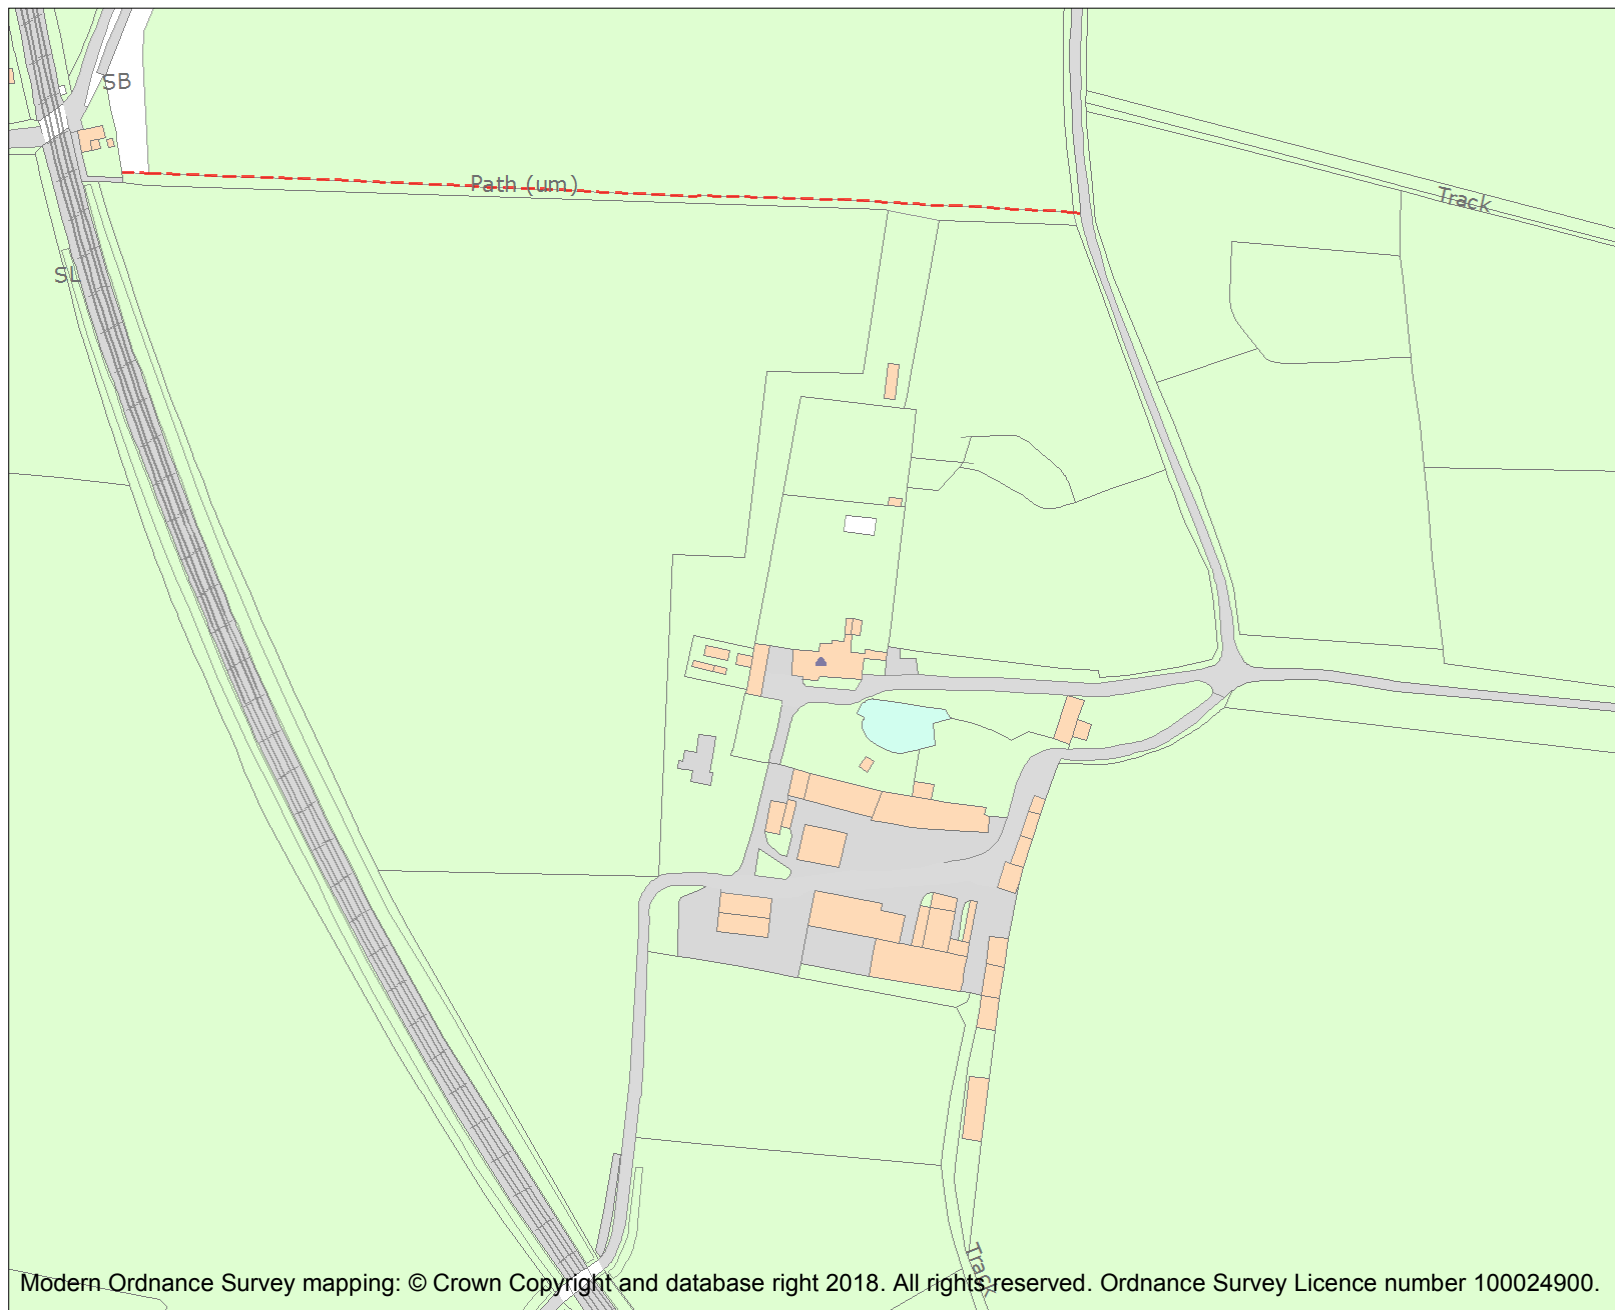 SB
Path (um)
Track
SL
Track
Modern Ordnance Survey mapping: © Crown Copyright and database right 2018. All rights reserved. Ordnance Survey Licence number 100024900.